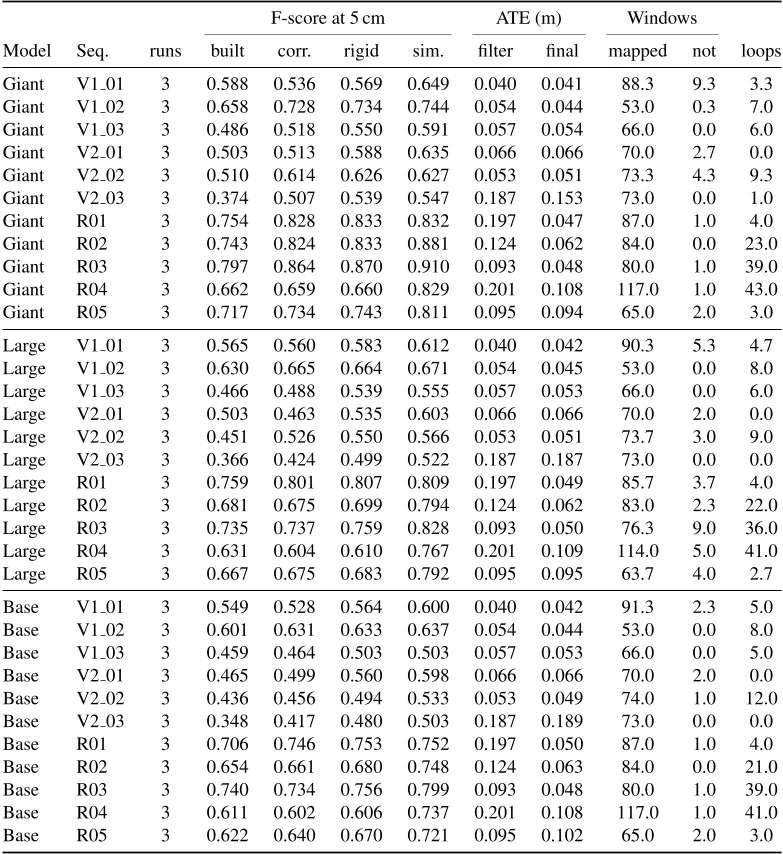 F-score at 5 cm ATE (m) Windows
Model Seq. runs built corr. rigid sim. filter final mapped not loops
Giant V1_01 3 0.588 0.536 0.569 0.649 0.040 0.041 88.3 9.3 3.3
Giant V1_02 3 0.658 0.728 0.734 0.744 0.054 0.044 53.0 0.3 7.0
Giant V1_03 3 0.486 0.518 0.550 0.591 0.057 0.054 66.0 0.0 6.0
Giant V2_01 3 0.503 0.513 0.588 0.635 0.066 0.066 70.0 2.7 0.0
Giant V2_02 3 0.510 0.614 0.626 0.627 0.053 0.051 73.3 4.3 9.3
Giant V2_03 3 0.374 0.507 0.539 0.547 0.187 0.153 73.0 0.0 1.0
Giant R01 3 0.754 0.828 0.833 0.832 0.197 0.047 87.0 1.0 4.0
Giant R02 3 0.743 0.824 0.833 0.881 0.124 0.062 84.0 0.0 23.0
Giant R03 3 0.797 0.864 0.870 0.910 0.093 0.048 80.0 1.0 39.0
Giant R04 3 0.662 0.659 0.660 0.829 0.201 0.108 117.0 1.0 43.0
Giant R05 3 0.717 0.734 0.743 0.811 0.095 0.094 65.0 2.0 3.0
Large V1_01 3 0.565 0.560 0.583 0.612 0.040 0.042 90.3 5.3 4.7
Large V1_02 3 0.630 0.665 0.664 0.671 0.054 0.045 53.0 0.0 8.0
Large V1_03 3 0.466 0.488 0.539 0.555 0.057 0.053 66.0 0.0 6.0
Large V2_01 3 0.503 0.463 0.535 0.603 0.066 0.066 70.0 2.0 0.0
Large V2_02 3 0.451 0.526 0.550 0.566 0.053 0.051 73.7 3.0 9.0
Large V2_03 3 0.366 0.424 0.499 0.522 0.187 0.187 73.0 0.0 0.0
Large R01 3 0.759 0.801 0.807 0.809 0.197 0.049 85.7 3.7 4.0
Large R02 3 0.681 0.675 0.699 0.794 0.124 0.062 83.0 2.3 22.0
Large R03 3 0.735 0.737 0.759 0.828 0.093 0.050 76.3 9.0 36.0
Large R04 3 0.631 0.604 0.610 0.767 0.201 0.109 114.0 5.0 41.0
Large R05 3 0.667 0.675 0.683 0.792 0.095 0.095 63.7 4.0 2.7
Base V1_01 3 0.549 0.528 0.564 0.600 0.040 0.042 91.3 2.3 5.0
Base V1_02 3 0.601 0.631 0.633 0.637 0.054 0.044 53.0 0.0 8.0
Base V1_03 3 0.459 0.464 0.503 0.503 0.057 0.053 66.0 0.0 5.0
Base V2_01 3 0.465 0.499 0.560 0.598 0.066 0.066 70.0 2.0 0.0
Base V2_02 3 0.436 0.456 0.494 0.533 0.053 0.049 74.0 1.0 12.0
Base V2_03 3 0.348 0.417 0.480 0.503 0.187 0.189 73.0 0.0 0.0
Base R01 3 0.706 0.746 0.753 0.752 0.197 0.050 87.0 1.0 4.0
Base R02 3 0.654 0.661 0.680 0.748 0.124 0.063 84.0 0.0 21.0
Base R03 3 0.740 0.734 0.756 0.799 0.093 0.048 80.0 1.0 39.0
Base R04 3 0.611 0.602 0.606 0.737 0.201 0.108 117.0 1.0 41.0
Base R05 3 0.622 0.640 0.670 0.721 0.095 0.102 65.0 2.0 3.0